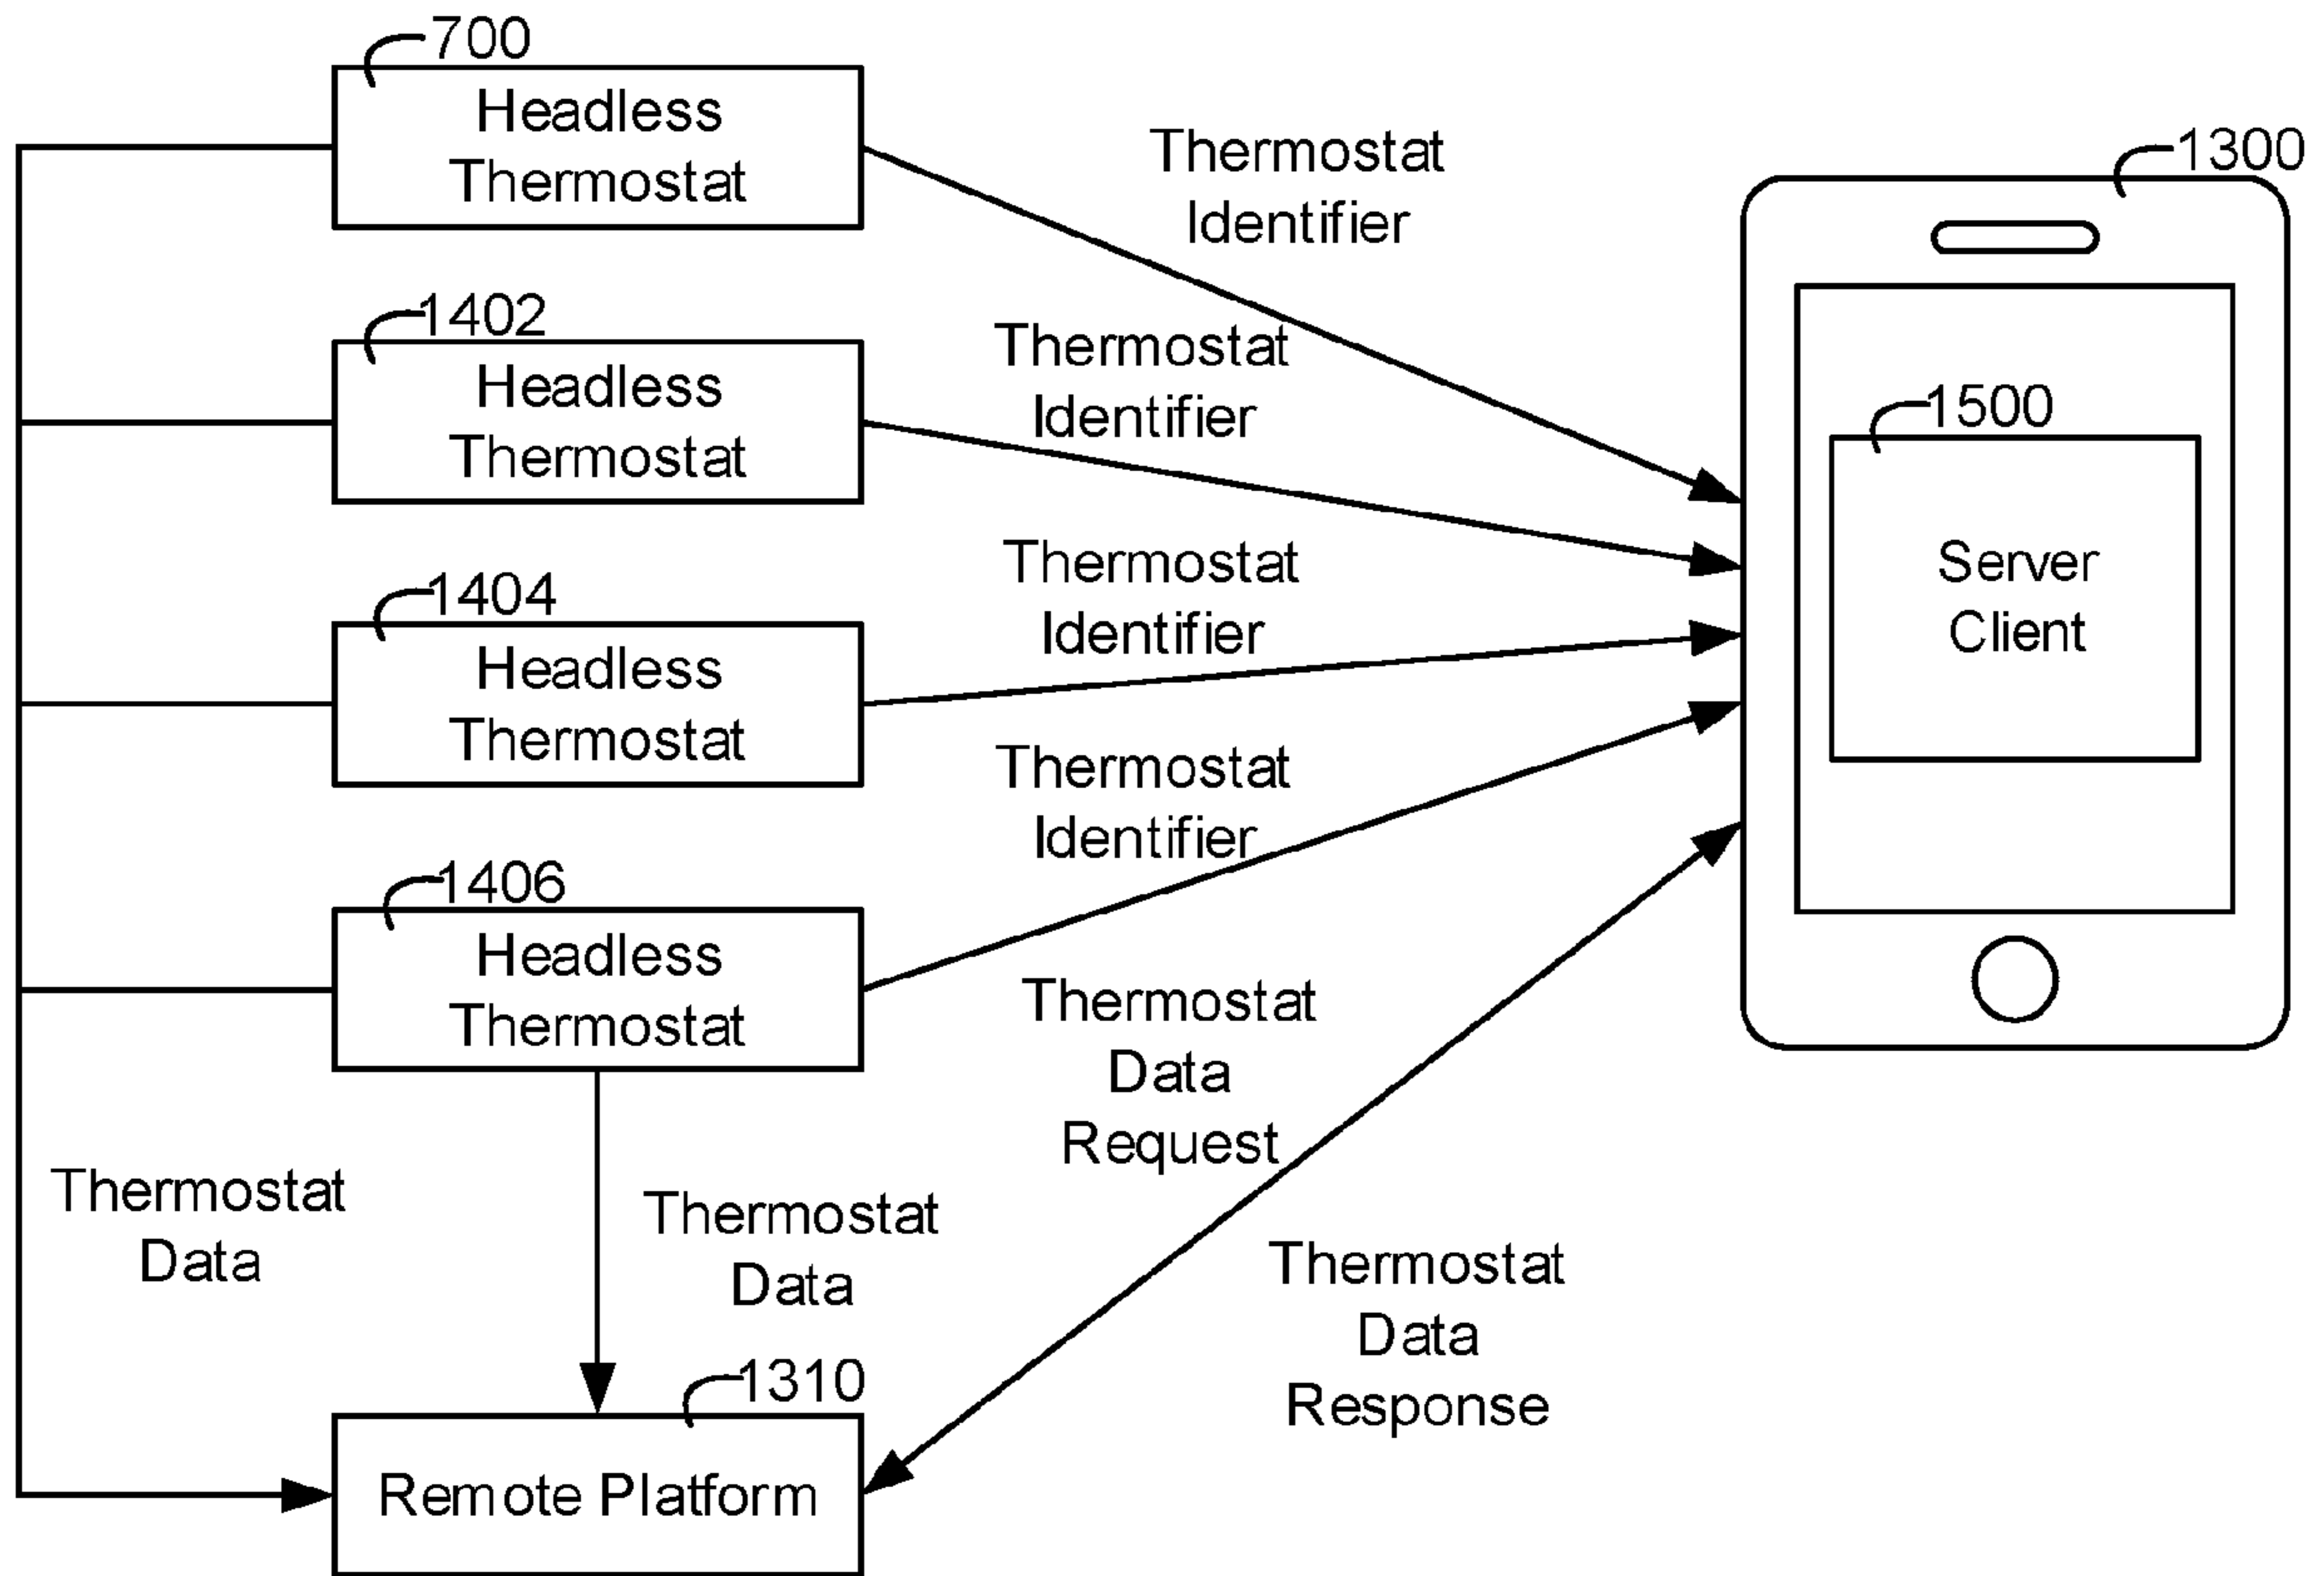 700
Headless
Thermostat
Thermostat
Identifier
1300
1402
Headless
Thermostat
Thermostat
Identifier
1500
Server
Client
1404
Headless
Thermostat
Thermostat
Identifier
1406
Headless
Thermostat
Thermostat
Identifier
Thermostat
Data
Request
Thermostat
Data
Thermostat
Data
Thermostat
Data
Response
1310
Remote Platform